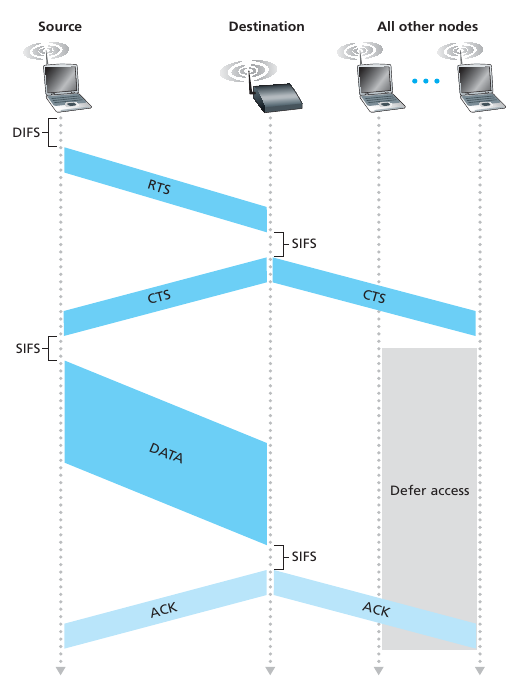 Source
Destination
All other nodes
DIFS
RTS
SIFS
CTS
CTS
SIFS
DATA
Defer access
SIFS
ACK
ACK